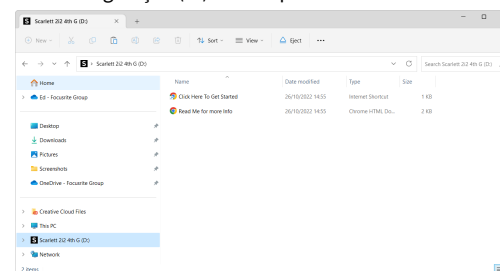 Scarlett 2i2 4th G (D:)
New
Sort
View
Eject
Scarlett 2i2 4th G (D:)
Search Scarlett 2i2 4th G (D:)
Home
Ed - Focusrite Group
Desktop
Downloads
Pictures
Screenshots
OneDrive - Focusrite Group
Creative Cloud Files
This PC
Scarlett 2i2 4th G (D:)
Network
Name Date modified Type Size
Click Here To Get Started 26/10/2022 14:55 Internet Shortcut 1 KB
Read Me for more Info 26/10/2022 14:55 Chrome HTML Do... 2 KB
2 items